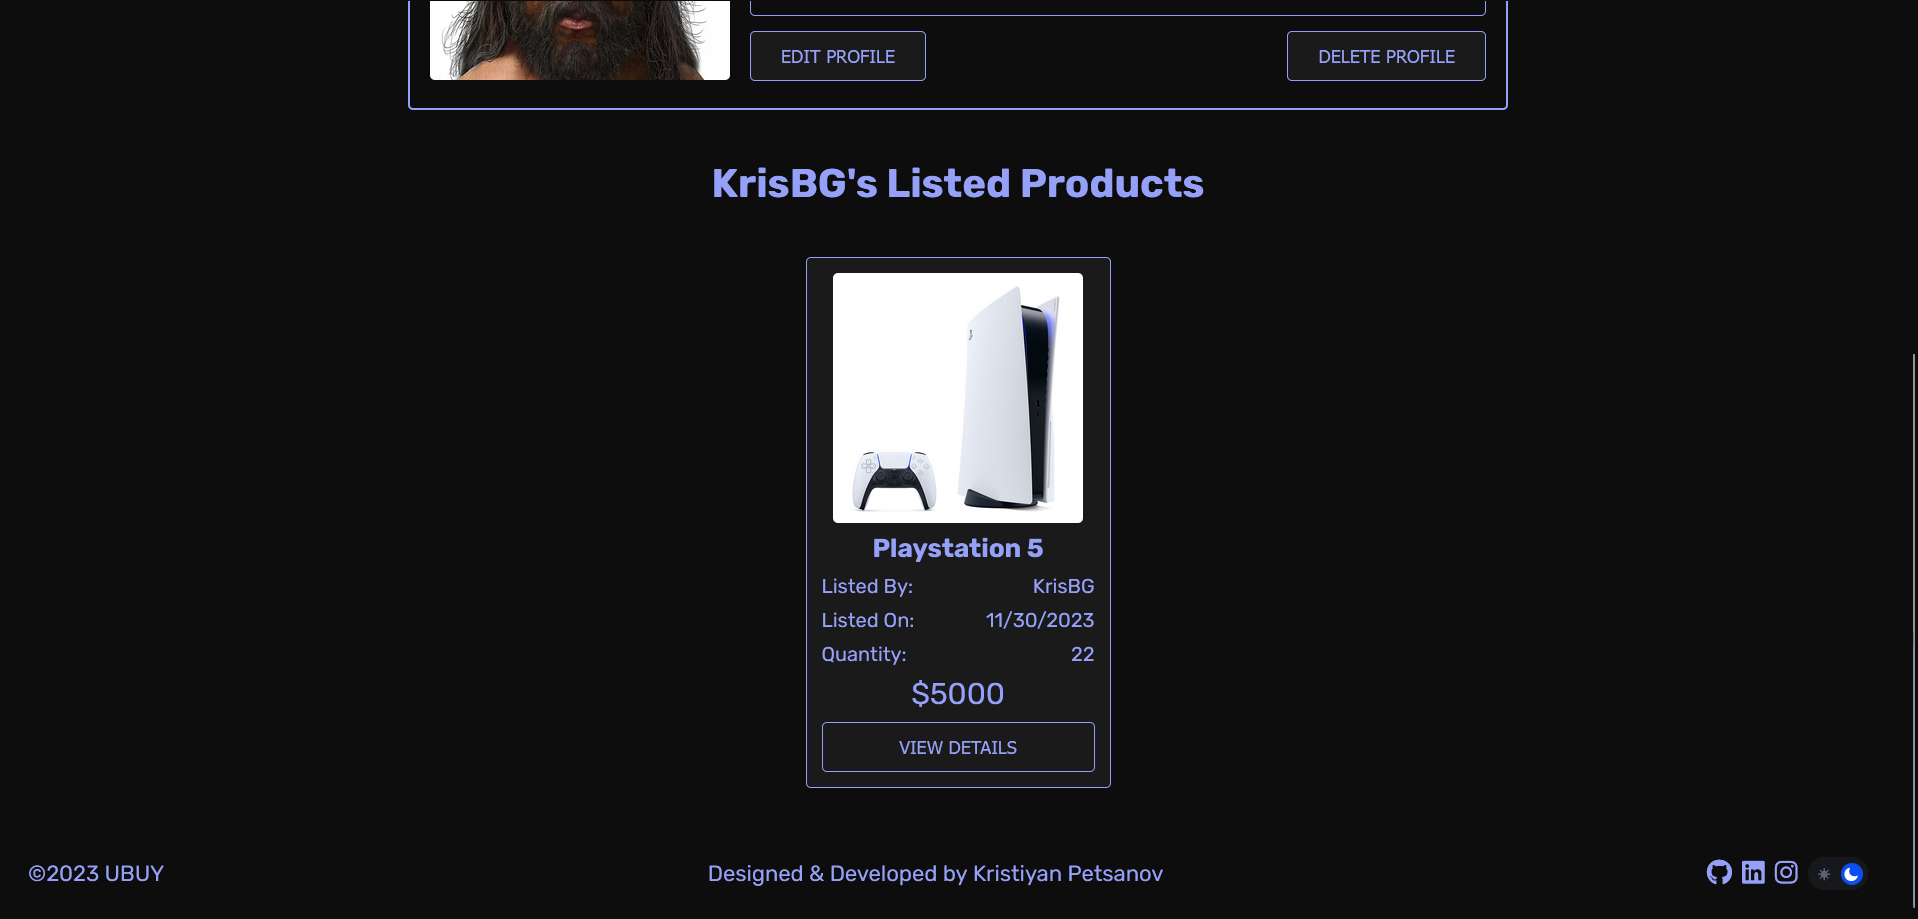 EDIT PROFILE
DELETE PROFILE
KrisBG's Listed Products
Playstation 5
Listed By: KrisBG
Listed On: 11/30/2023
Quantity: 22
$5000
VIEW DETAILS
©2023 UBUY
Designed & Developed by Kristiyan Petsanov